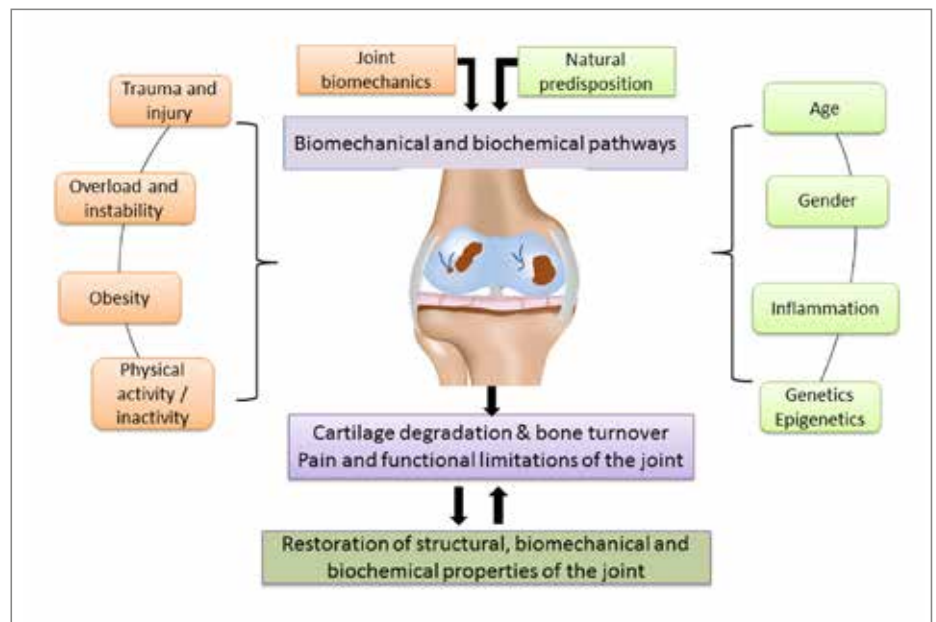 Joint
biomechanics
Natural
predisposition
Trauma and
injury
Overload and
instability
Obesity
Physical
activity /
inactivity
Biomechanical and biochemical pathways
Age
Gender
Inflammation
Genetics
Epigenetics
Cartilage degradation & bone turnover
Pain and functional limitations of the joint
Restoration of structural, biomechanical and
biochemical properties of the joint